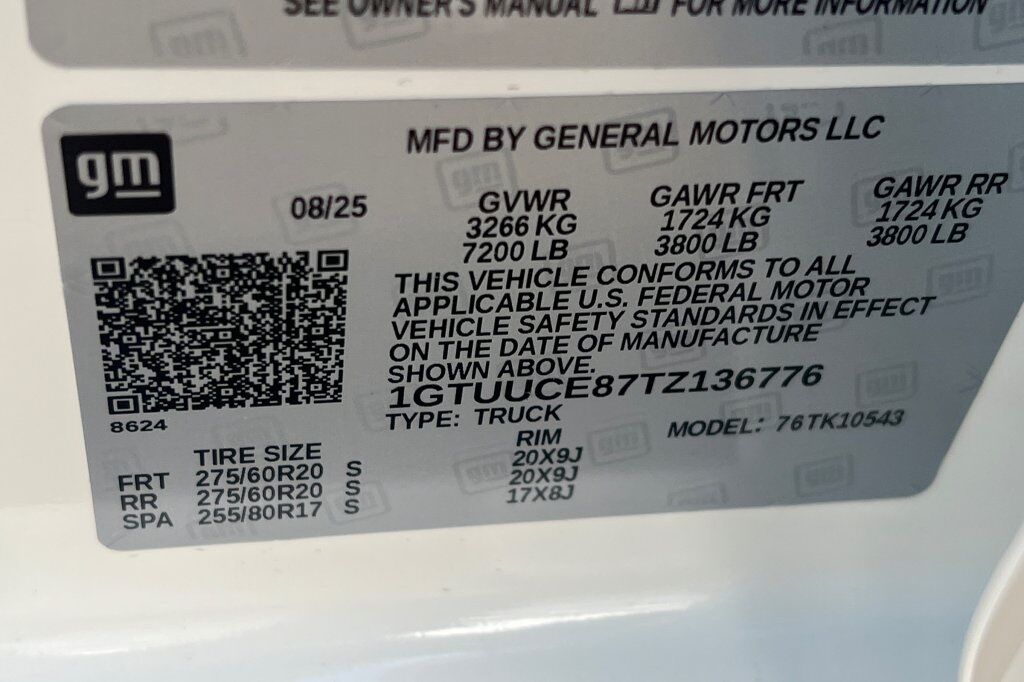 SEE OWNER'S MANUAL FOR MORE INFORMATION
gm
MFD BY GENERAL MOTORS LLC
08/25
GVWR GAWR FRT GAWR RR
3266 KG 1724 KG 1724 KG
7200 LB 3800 LB 3800 LB
THiS VEHICLE CONFORMS TO ALL
APPLICABLE U.S. FEDERAL MOTOR
VEHICLE SAFETY STANDARDS IN EFFECT
ON THE DATE OF MANUFACTURE
SHOWN ABOVE.
1GTUUCE87TZ136776
8624
TYPE: TRUCK MODEL: 76TK10543
TIRE SIZE RIM
FRT 275/60R20 S 20X9J
RR 275/60R20 S 20X9J
SPA 255/80R17 S 17X8J